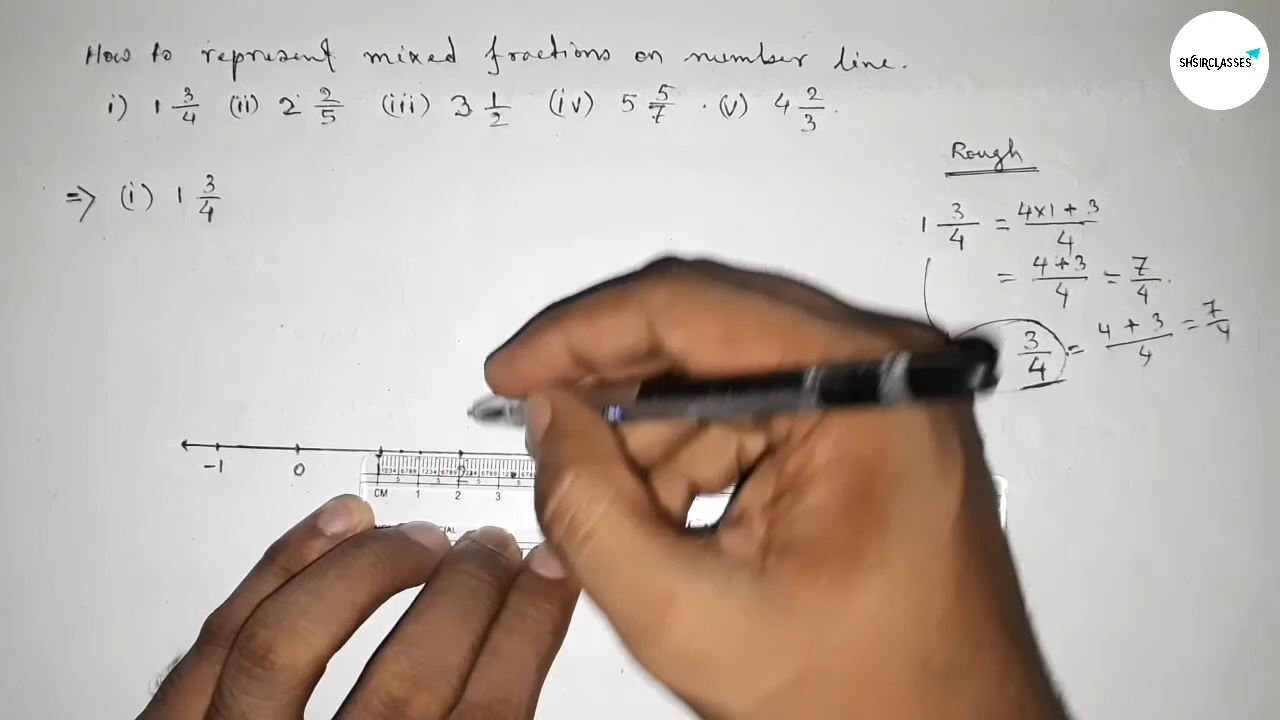 How to represent mixed fractions on number line.
i) 1 3/4 (ii) 2 2/5 (iii) 3 1/2 (iv) 5 5/7 . (v) 4 2/3 .
SHSIRCLASSES
Rough
⇒ (i) 1 3/4
1 3/4 = (4×1+3)/4
= (4+3)/4 = 7/4 .
3/4 = (4+3)/4 = 7/4
-1 0
CM 1 2 3